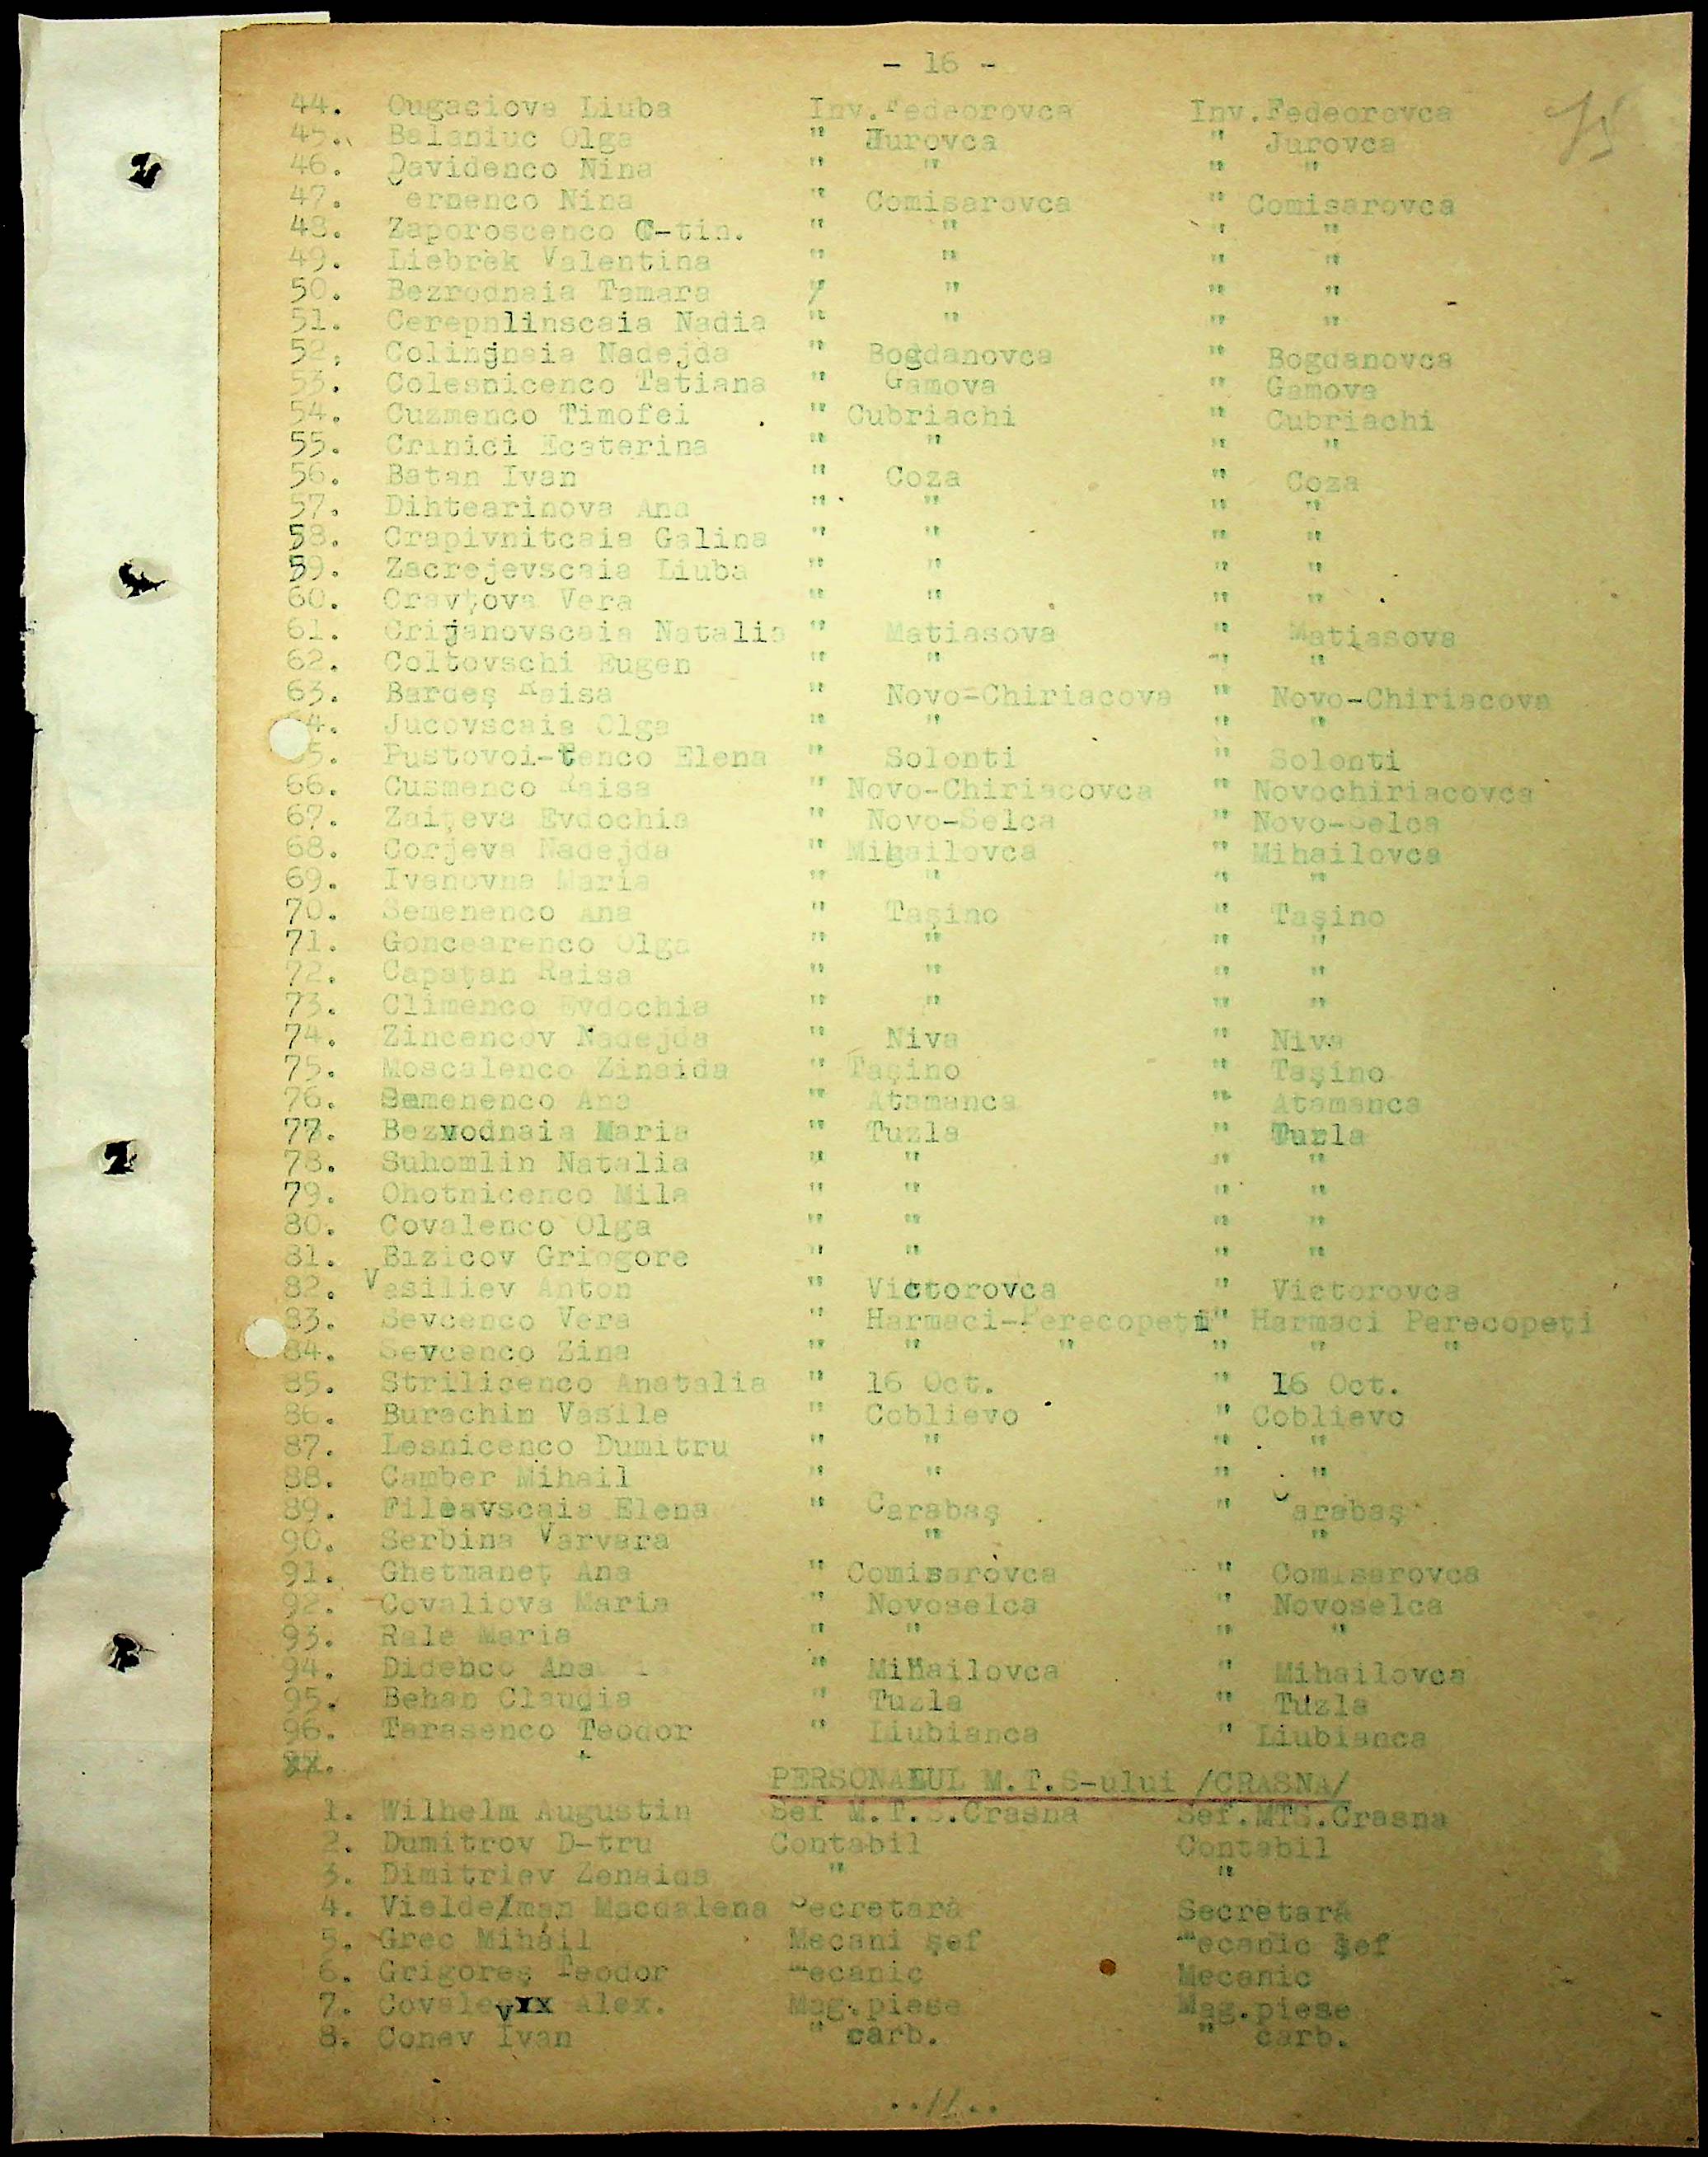 - 16 -
44. Cugaciova Liuba Inv.Fedeorovca Inv.Fedeorovca
45. Balaniuc Olga " Jurovca " Jurovca
46. Davidenco Nina " " " "
47. ernenco Nina " Comisarovca " Comisarovca
48. Zaporoscenco C-tin. " " " "
49. Liebrek Valentina " " " "
50. Bezrodnaia Tamara " " " "
51. Cerepnlinscaia Nadia " " " "
52. Colinjnaia Nadejda " Bogdanovca " Bogdanovca
53. Colesnicenco Tatiana " Gamova " Gamova
54. Cuzmenco Timofei " Cubriachi " Cubriachi
55. Crinici Ecaterina " " " "
56. Batan Ivan " Coza " Coza
57. Dihtearinova Ana " " " "
58. Crapivnitcaia Galina " " " "
59. Zacrejevscaia Liuba " " " "
60. Cravțova Vera " " " "
61. Crijanovscaia Natalia " Matiasova " Matiasova
62. Coltovschi Eugen " " " "
63. Bardeș Raisa " Novo-Chiriacova " Novo-Chiriacova
4. Jucovscaia Olga " " " "
5. Pustovoi-tenco Elena " Solonti " Solonti
66. Cusmenco Raisa " Novo-Chiriacovca " Novochiriacovca
67. Zaițeva Evdochia " Novo-Selca " Novo-Selca
68. Corjeva Nadejda " Mihailovca " Mihailovca
69. Ivanovna Maria " " " "
70. Semenenco Ana " Tașino " Tașino
71. Goncearenco Olga " " " "
72. Capațan Raisa " " " "
73. Climenco Evdochia " " " "
74. Zincencov Nadejda " Niva " Niva
75. Moscalenco Zinaida " Tașino " Tașino
76. Semenenco Ana " Atamanca " Atamanca
77. Bezvodnaia Maria " Tuzla " Tuzla
78. Suhomlin Natalia " " " "
79. Ohotnicenco Mila " " " "
80. Covalenco Olga " " " "
81. Bizicov Griogore " " " "
82. Vasiliev Anton " Victorovca " Victorovca
83. Sevcenco Vera " Harmaci-Perecopeți " Harmaci Perecopeți
84. Sevcenco Zina " " " " " "
85. Strilicenco Anatalia " 16 Oct. " 16 Oct.
86. Burachin Vasile " Coblievo " Coblievo
87. Lesnicenco Dumitru " " " "
88. Camber Mihail " " " "
89. Fileavscaia Elena " Carabaș " Carabaș
90. Serbina Varvara " "
91. Ghetmaneț Ana " Comisarovca " Comisarovca
92. Covaliova Maria " Novoselca " Novoselca
93. Rale Maria " " " "
94. Didenco Ana " Mihailovca " Mihailovca
95. Behan Claudia " Tuzla " Tuzla
96. Tarasenco Teodor " Liubianca " Liubianca
PERSONALUL M.T.S-ului /CRASNA/
1. Wilhelm Augustin Sef M.T.S.Crasna Sef.MTS.Crasna
2. Dumitrov D-tru Contabil Contabil
3. Dimitriev Zenaida " "
4. Vielde/man Macdalena Secretară Secretară
5. Grec Mihail Mecani șef Mecanic șef
6. Grigoreș Teodor Mecanic Mecanic
7. Covalev Alex. Mag.piese Mag.piese
8. Conev Ivan " carb. " carb.
..//..